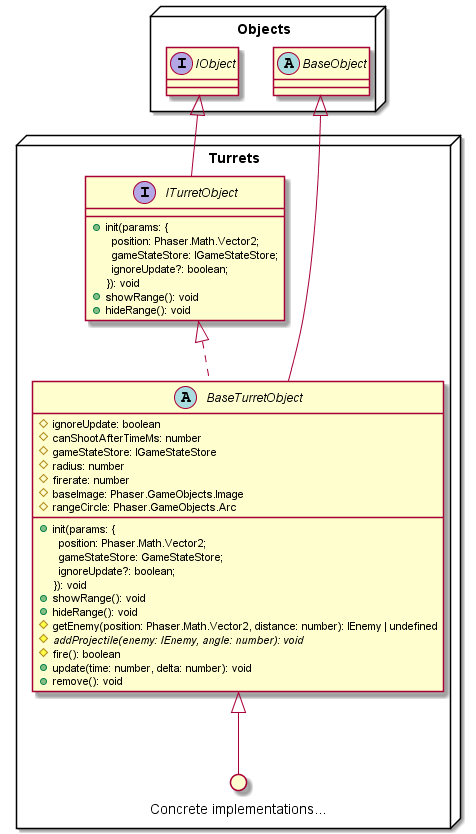 Objects
I IObject
A BaseObject
Turrets
I ITurretObject
init(params: {
position: Phaser.Math.Vector2;
gameStateStore: IGameStateStore;
ignoreUpdate?: boolean;
}): void
showRange(): void
hideRange(): void
A BaseTurretObject
ignoreUpdate: boolean
canShootAfterTimeMs: number
gameStateStore: IGameStateStore
radius: number
firerate: number
baseImage: Phaser.GameObjects.Image
rangeCircle: Phaser.GameObjects.Arc
init(params: {
position: Phaser.Math.Vector2;
gameStateStore: GameStateStore;
ignoreUpdate?: boolean;
}): void
showRange(): void
hideRange(): void
getEnemy(position: Phaser.Math.Vector2, distance: number): IEnemy | undefined
addProjectile(enemy: IEnemy, angle: number): void
fire(): boolean
update(time: number, delta: number): void
remove(): void
Concrete implementations...